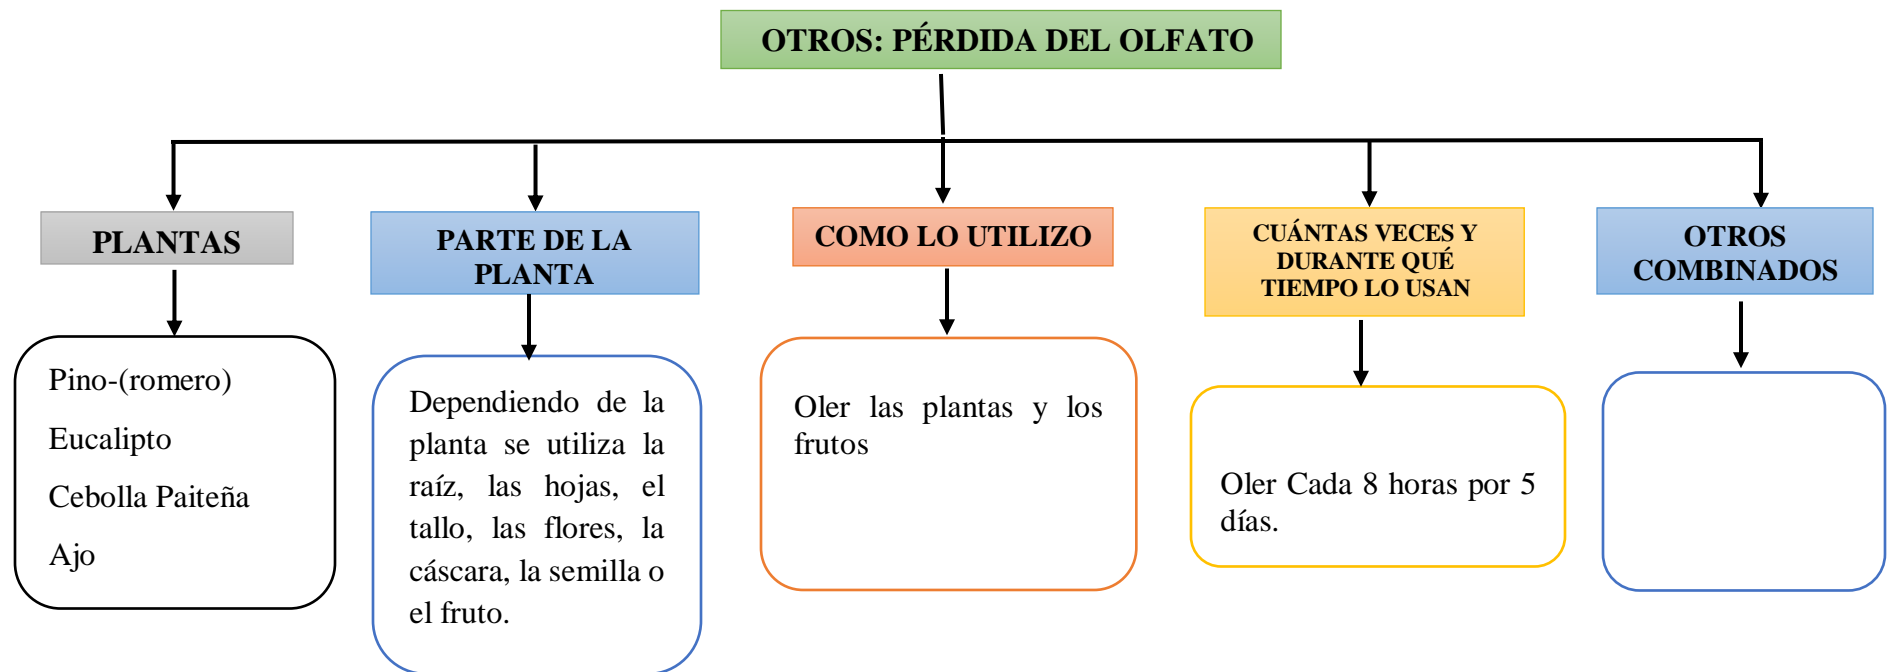 OTROS: PÉRDIDA DEL OLFATO
PLANTAS
Pino-(romero)
Eucalipto
Cebolla Paiteña
Ajo
PARTE DE LA
PLANTA
Dependiendo de la
planta se utiliza la
raíz, las hojas, el
tallo, las flores, la
cáscara, la semilla o
el fruto.
COMO LO UTILIZO
Oler las plantas y los
frutos
CUÁNTAS VECES Y
DURANTE QUÉ
TIEMPO LO USAN
Oler Cada 8 horas por 5
días.
OTROS
COMBINADOS